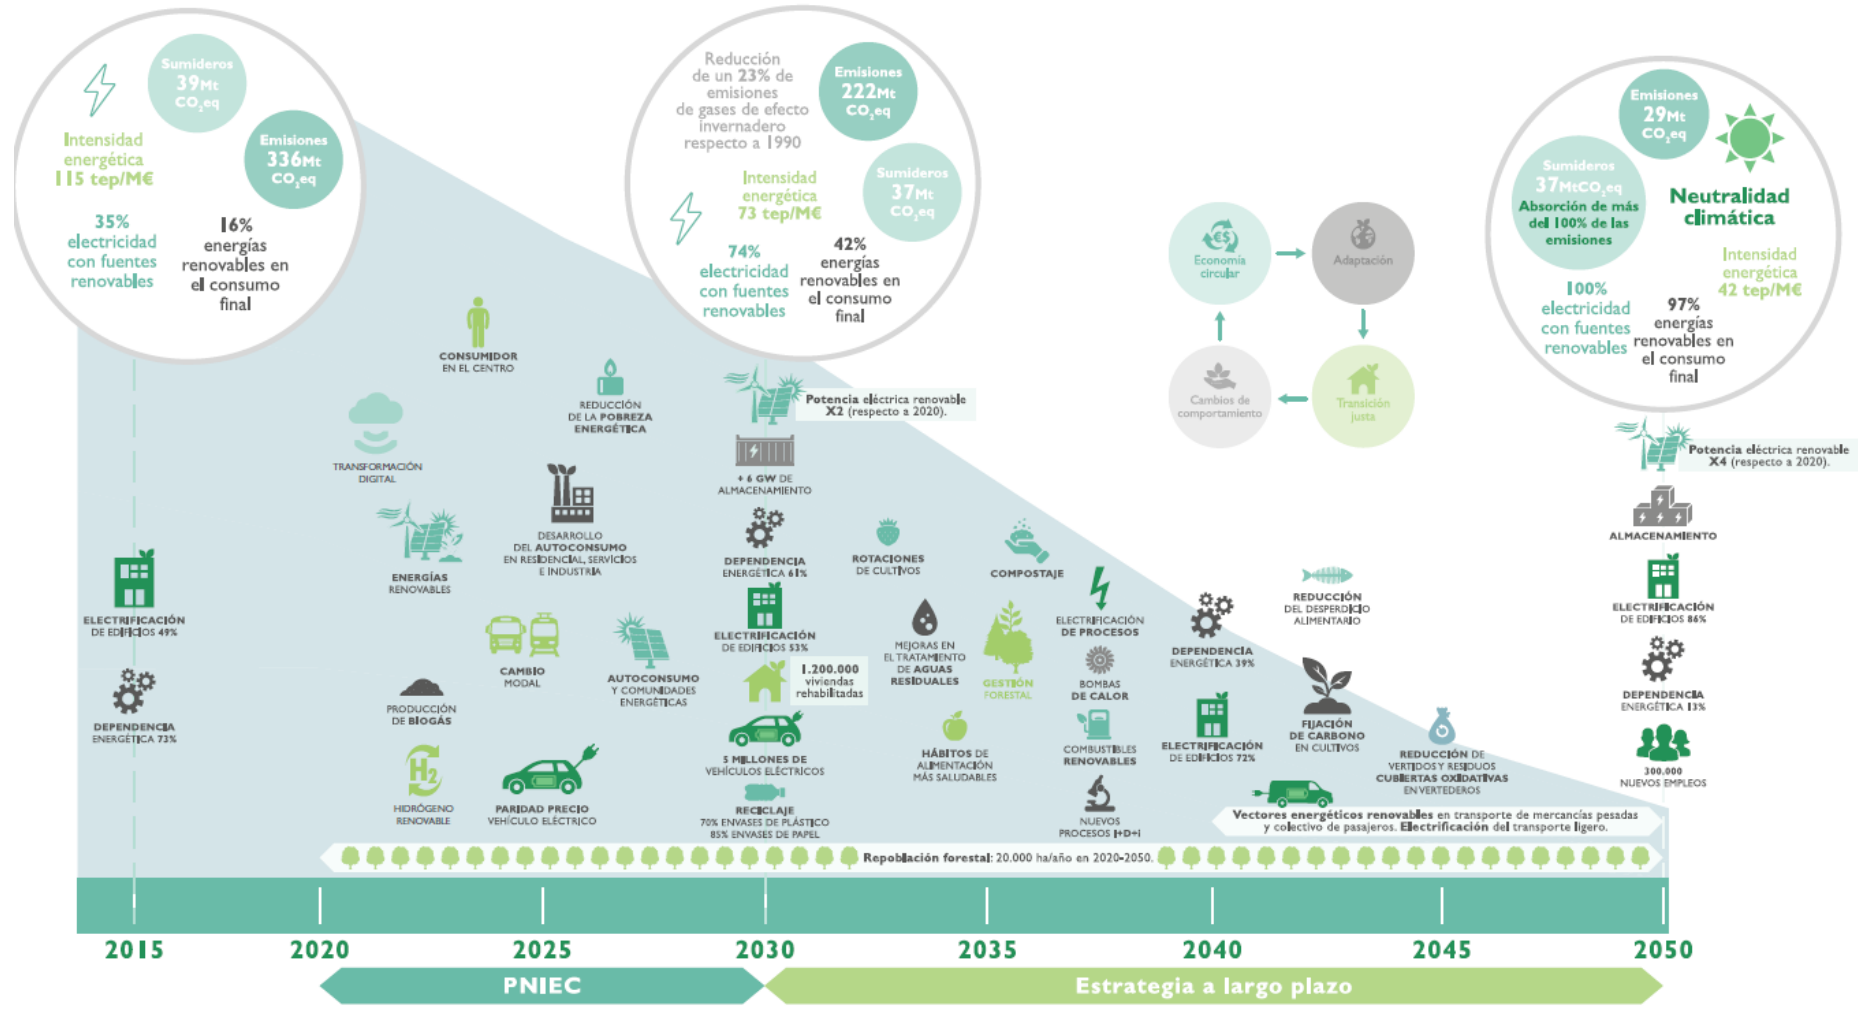 Sumideros
39Mt
CO₂eq
Emisiones
336Mt
CO₂eq
Intensidad
energética
115 tep/M€
35%
electricidad
con fuentes
renovables
16%
energías
renovables en
el consumo
final
Reducción
de un 23% de
emisiones
de gases de efecto
invernadero
respecto a 1990
Emisiones
222Mt
CO₂eq
Sumideros
37Mt
CO₂eq
Intensidad
energética
73 tep/M€
74%
electricidad
con fuentes
renovables
42%
energías
renovables en
el consumo
final
€$
Economía
circular
Adaptación
Cambios de
comportamiento
Transición
justa
Emisiones
29Mt
CO₂eq
Sumideros
37MtCO₂eq
Absorción de más
del 100% de las
emisiones
Neutralidad
climática
Intensidad
energética
42 tep/M€
100%
electricidad
con fuentes
renovables
97%
energías
renovables en
el consumo
final
ELECTRIFICACIÓN
DE EDIFICIOS 49%
DEPENDENCIA
ENERGÉTICA 73%
CONSUMIDOR
EN EL CENTRO
TRANSFORMACIÓN
DIGITAL
REDUCCIÓN
DE LA POBREZA
ENERGÉTICA
DESARROLLO
DEL AUTOCONSUMO
EN RESIDENCIAL, SERVICIOS
E INDUSTRIA
ENERGÍAS
RENOVABLES
CAMBIO
MODAL
AUTOCONSUMO
Y COMUNIDADES
ENERGÉTICAS
PRODUCCIÓN
DE BIOGÁS
H2
HIDRÓGENO
RENOVABLE
PARIDAD PRECIO
VEHÍCULO ELÉCTRICO
Potencia eléctrica renovable
X2 (respecto a 2020).
+ 6 GW DE
ALMACENAMIENTO
DEPENDENCIA
ENERGÉTICA 61%
ELECTRIFICACIÓN
DE EDIFICIOS 53%
1.200.000
viviendas
rehabilitadas
5 MILLONES DE
VEHÍCULOS ELÉCTRICOS
RECICLAJE
70% ENVASES DE PLÁSTICO
85% ENVASES DE PAPEL
ROTACIONES
DE CULTIVOS
MEJORAS EN
EL TRATAMIENTO
DE AGUAS
RESIDUALES
HÁBITOS DE
ALIMENTACIÓN
MÁS SALUDABLES
COMPOSTAJE
GESTIÓN
FORESTAL
ELECTRIFICACIÓN
DE PROCESOS
BOMBAS
DE CALOR
COMBUSTIBLES
RENOVABLES
NUEVOS
PROCESOS I+D+i
DEPENDENCIA
ENERGÉTICA 39%
ELECTRIFICACIÓN
DE EDIFICIOS 72%
REDUCCIÓN
DEL DESPERDICIO
ALIMENTARIO
FIJACIÓN
DE CARBONO
EN CULTIVOS
REDUCCIÓN DE
VERTIDOS Y RESIDUOS
CUBIERTAS OXIDATIVAS
EN VERTEDEROS
Potencia eléctrica renovable
X4 (respecto a 2020).
ALMACENAMIENTO
ELECTRIFICACIÓN
DE EDIFICIOS 86%
DEPENDENCIA
ENERGÉTICA 13%
300.000
NUEVOS EMPLEOS
Vectores energéticos renovables en transporte de mercancías pesadas
y colectivo de pasajeros. Electrificación del transporte ligero.
Repoblación forestal: 20.000 ha/año en 2020-2050.
2015
2020
2025
2030
2035
2040
2045
2050
PNIEC
Estrategia a largo plazo